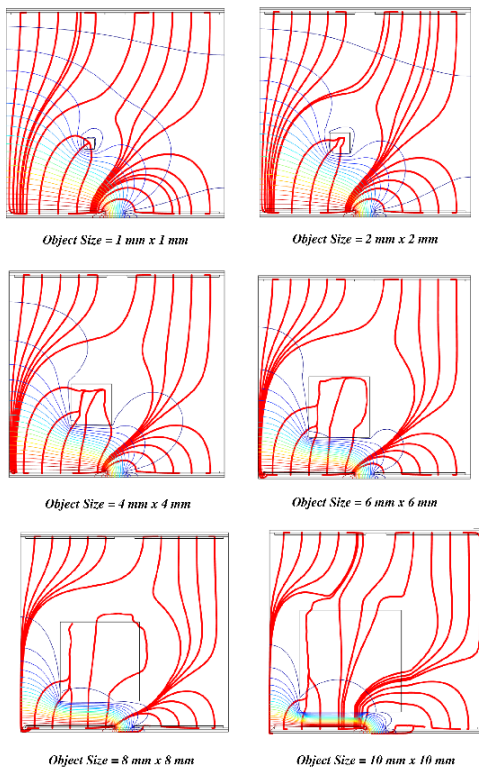 Object Size = 1 mm x 1 mm
Object Size = 2 mm x 2 mm
Object Size = 4 mm x 4 mm
Object Size = 6 mm x 6 mm
Object Size = 8 mm x 8 mm
Object Size = 10 mm x 10 mm